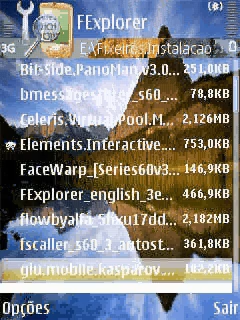 FExplorer
3G
E:\Fixeiros.Instalacao
Bit-Side.PanoMan.v3.0... 251,0KB
bmessagestorer_s60_... 78,8KB
Celeris.Virtual.Pool.M... 2,126MB
Elements.Interactive... 753,0KB
FaceWarp_[Series60v3... 146,9KB
FExplorer_english_3e... 466,9KB
flowbyalfa_5hxu17dd... 2,182MB
fscaller_s60_3_autost... 361,8KB
glu.mobile.kasparov... 102,2KB
Opções Sair